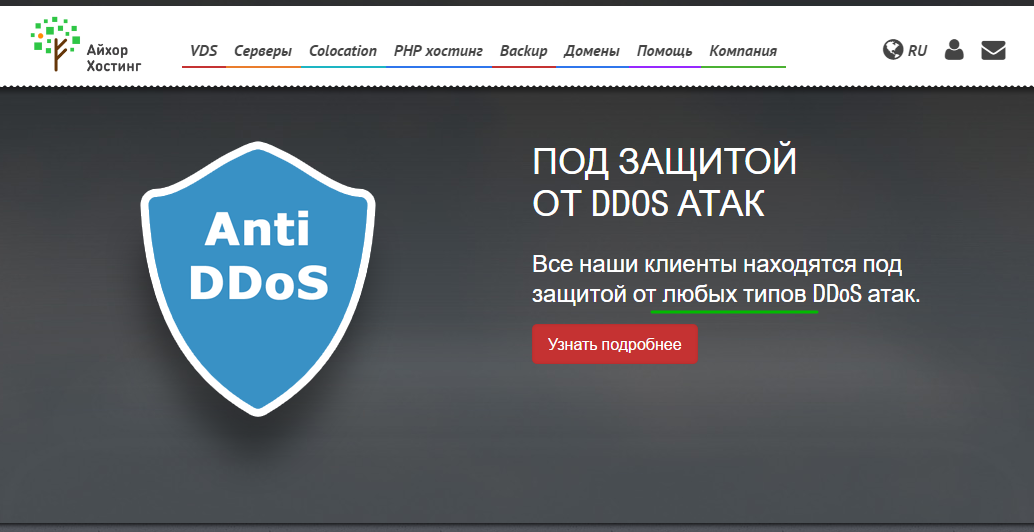 Айхор
Хостинг
VDS Серверы Colocation PHP хостинг Backup Домены Помощь Компания
RU
Anti
DDoS
ПОД ЗАЩИТОЙ
ОТ DDOS АТАК
Все наши клиенты находятся под
защитой от любых типов DDoS атак.
Узнать подробнее